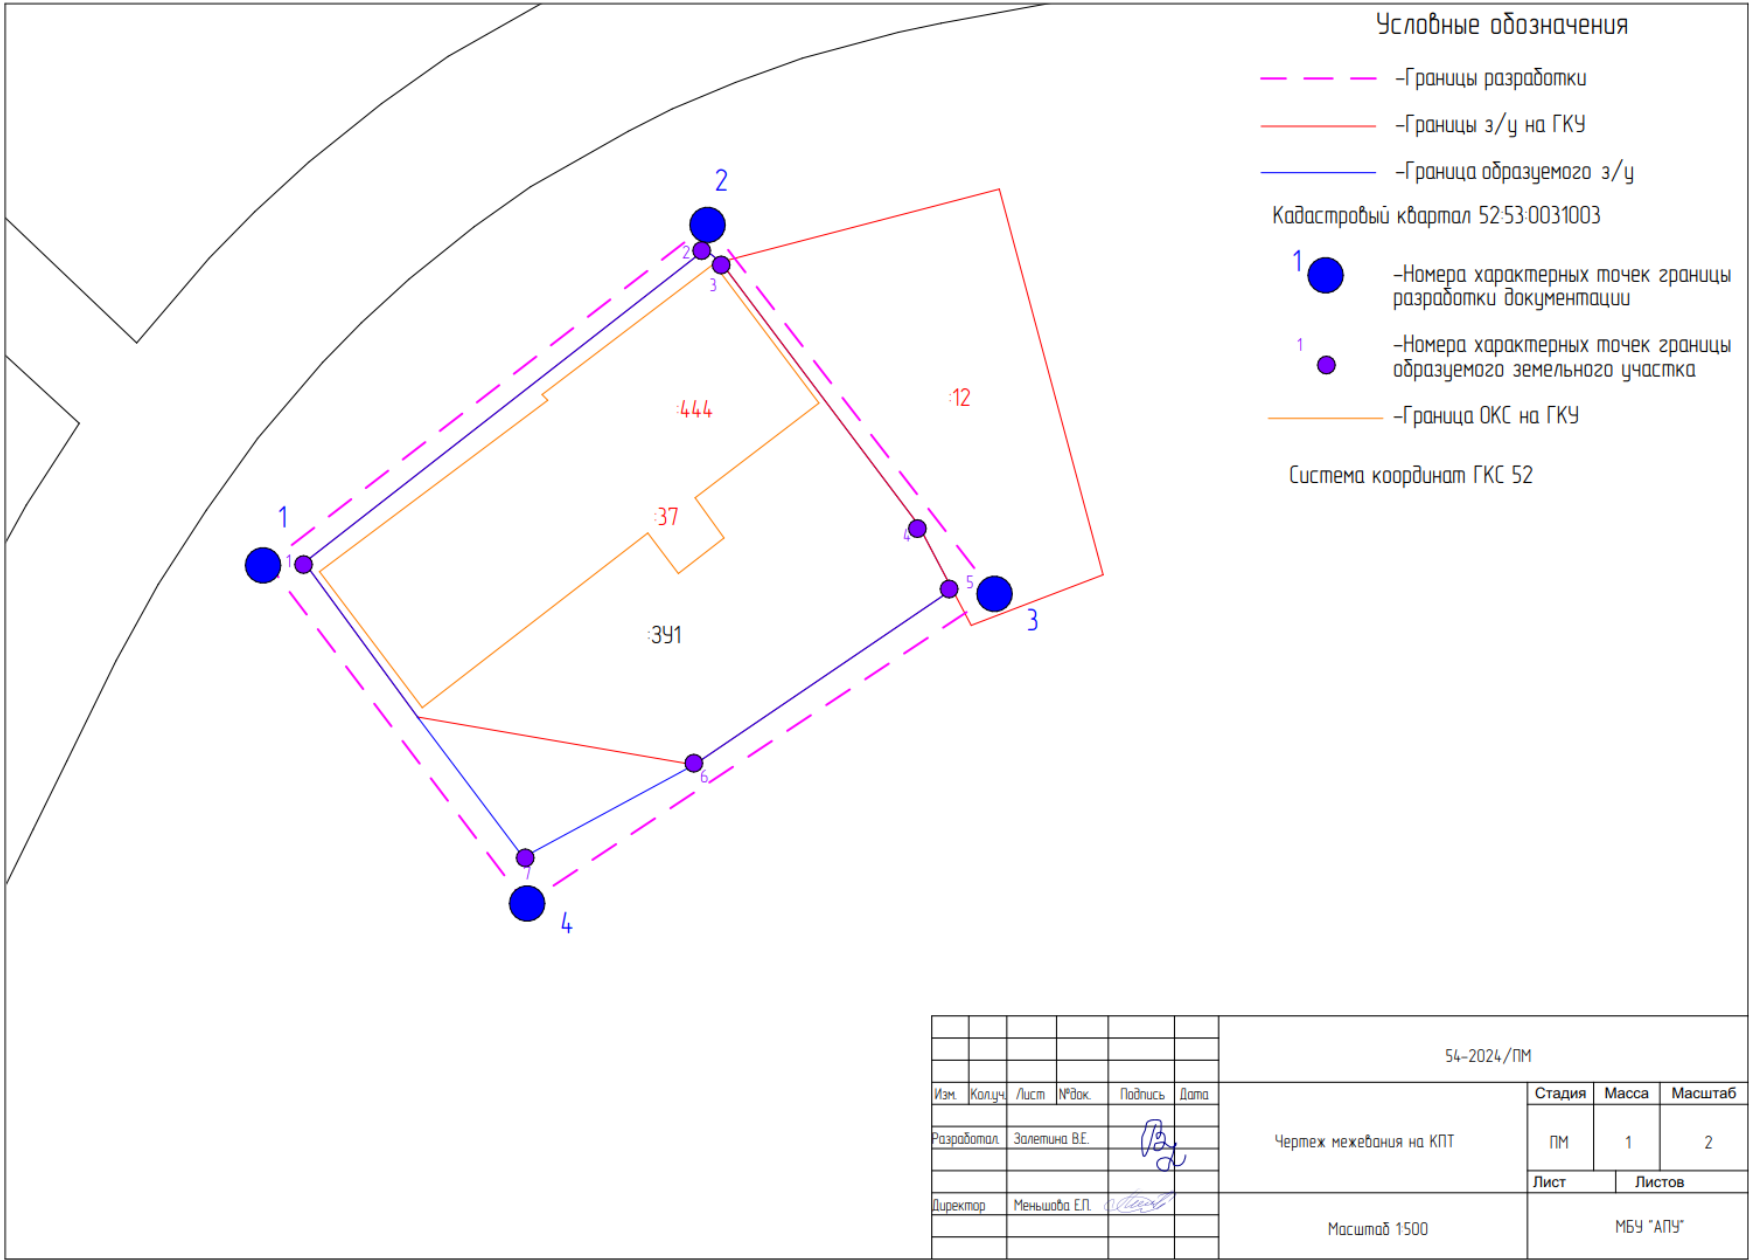 Условные обозначения
-Границы разработки
-Границы з/у на ГКУ
-Граница образуемого з/у
Кадастровый квартал 52:53:0031003
1
-Номера характерных точек границы
разработки документации
1
-Номера характерных точек границы
образуемого земельного участка
-Граница ОКС на ГКУ
Система координат ГКС 52
2
2
3
:444
:12
:37
1
1
4
5
3
:ЗУ1
6
7
4
54-2024/ПМ
Изм. Кол.уч. Лист №док. Подпись Дата
Стадия Масса Масштаб
Разработал Залетина В.Е.
Чертеж межевания на КПТ
ПМ 1 2
Лист Листов
Директор Меньшова Е.П.
Масштаб 1500
МБУ "АПУ"